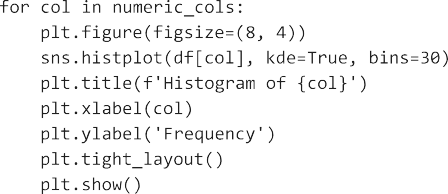 for col in numeric_cols:
    plt.figure(figsize=(8, 4))
    sns.histplot(df[col], kde=True, bins=30)
    plt.title(f'Histogram of {col}')
    plt.xlabel(col)
    plt.ylabel('Frequency')
    plt.tight_layout()
    plt.show()